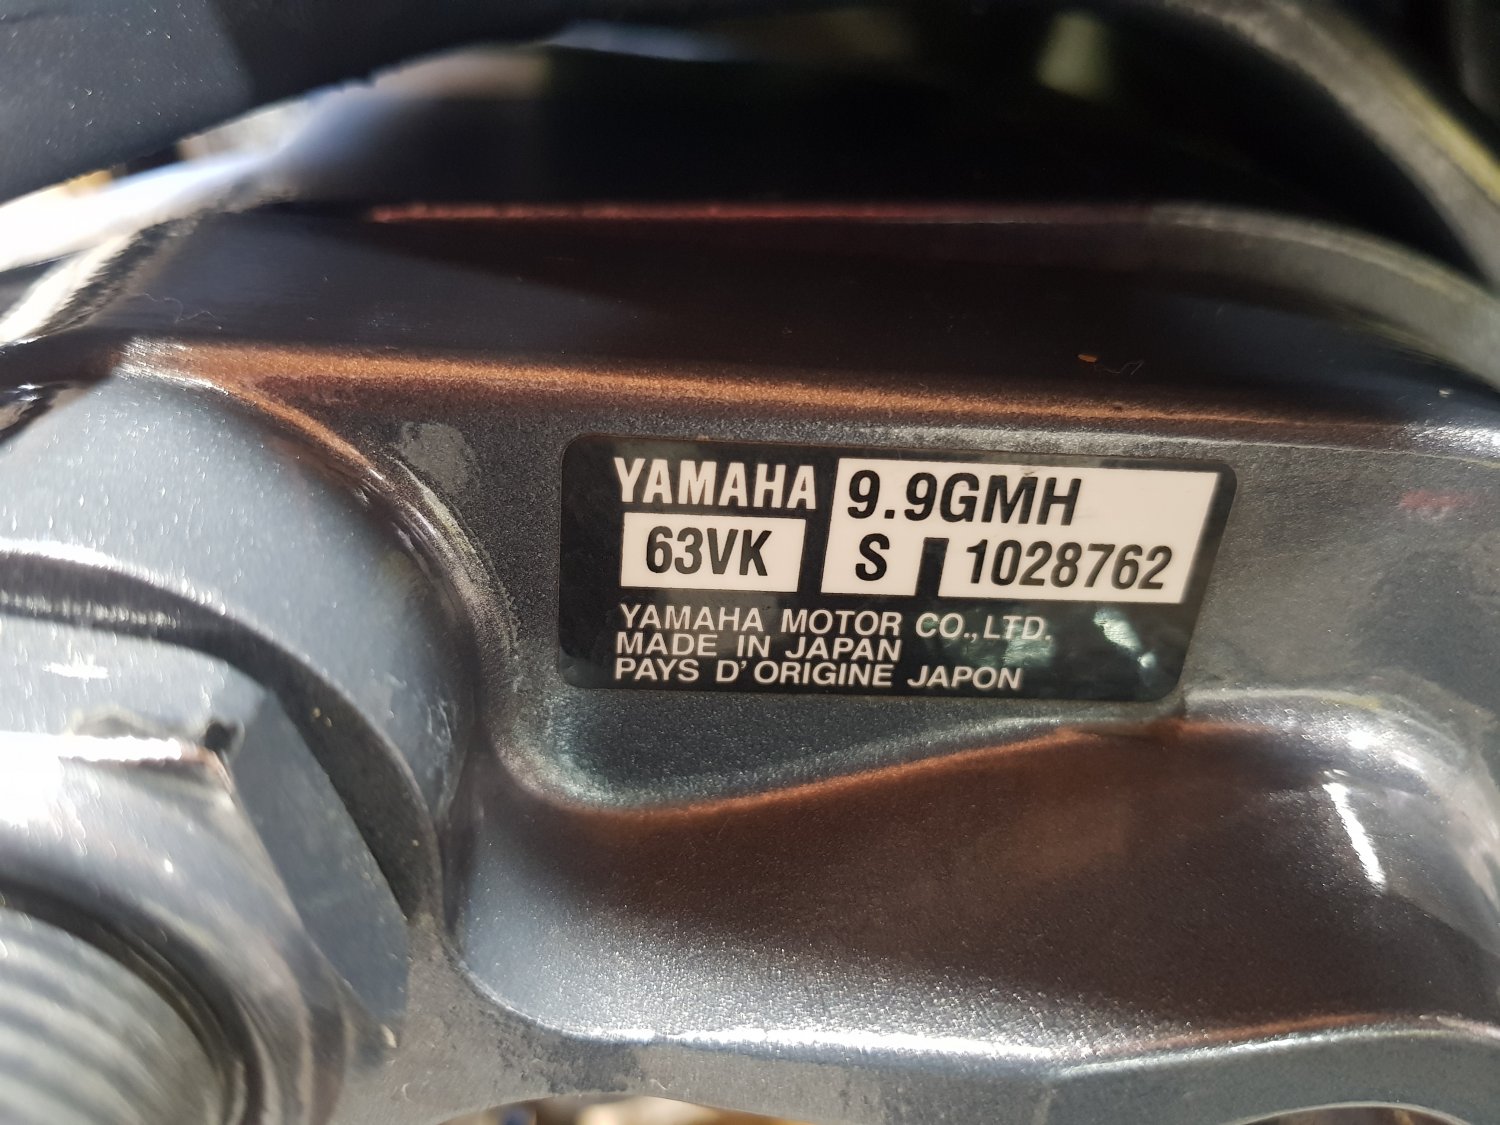 YAMAHA 9.9GMH
63VK S 1028762
YAMAHA MOTOR CO.,LTD.
MADE IN JAPAN
PAYS D'ORIGINE JAPON